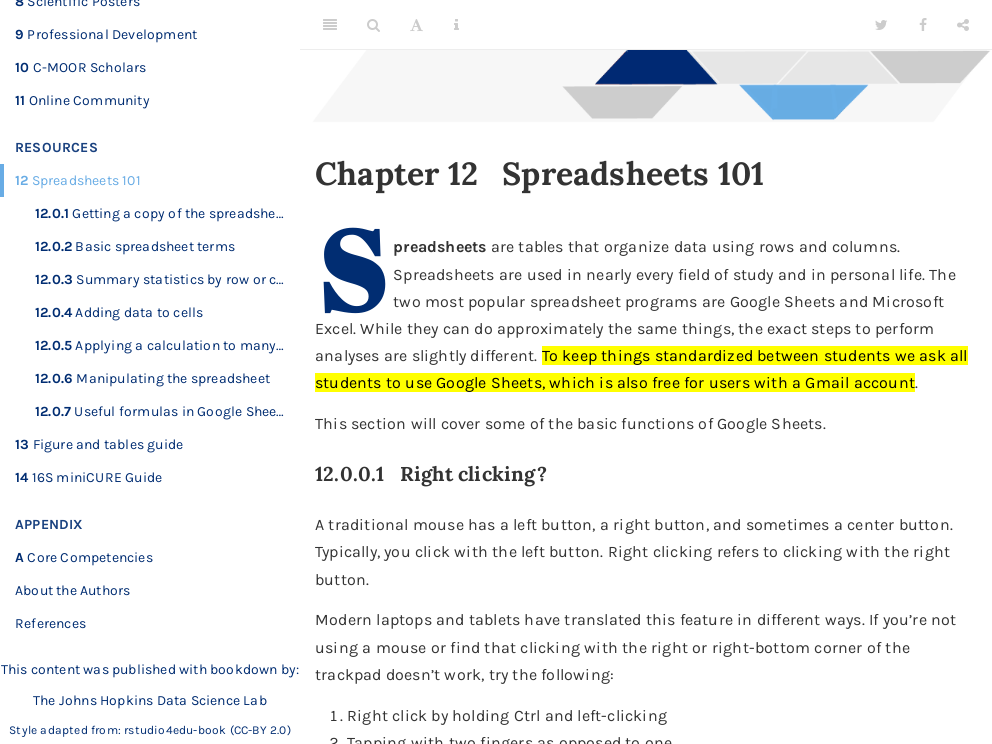 8 Scientific Posters
9 Professional Development
10 C-MOOR Scholars
11 Online Community
RESOURCES
12 Spreadsheets 101
12.0.1 Getting a copy of the spreadshe…
12.0.2 Basic spreadsheet terms
12.0.3 Summary statistics by row or c…
12.0.4 Adding data to cells
12.0.5 Applying a calculation to many…
12.0.6 Manipulating the spreadsheet
12.0.7 Useful formulas in Google Shee…
13 Figure and tables guide
14 16S miniCURE Guide
APPENDIX
A Core Competencies
About the Authors
References
This content was published with bookdown by:
The Johns Hopkins Data Science Lab
Style adapted from: rstudio4edu-book (CC-BY 2.0)
Chapter 12 Spreadsheets 101
Spreadsheets are tables that organize data using rows and columns.
Spreadsheets are used in nearly every field of study and in personal life. The
two most popular spreadsheet programs are Google Sheets and Microsoft
Excel. While they can do approximately the same things, the exact steps to perform
analyses are slightly different. To keep things standardized between students we ask all
students to use Google Sheets, which is also free for users with a Gmail account.
This section will cover some of the basic functions of Google Sheets.
12.0.0.1 Right clicking?
A traditional mouse has a left button, a right button, and sometimes a center button.
Typically, you click with the left button. Right clicking refers to clicking with the right
button.
Modern laptops and tablets have translated this feature in different ways. If you're not
using a mouse or find that clicking with the right or right-bottom corner of the
trackpad doesn't work, try the following:
1. Right click by holding Ctrl and left-clicking
2. Tapping with two fingers as opposed to one